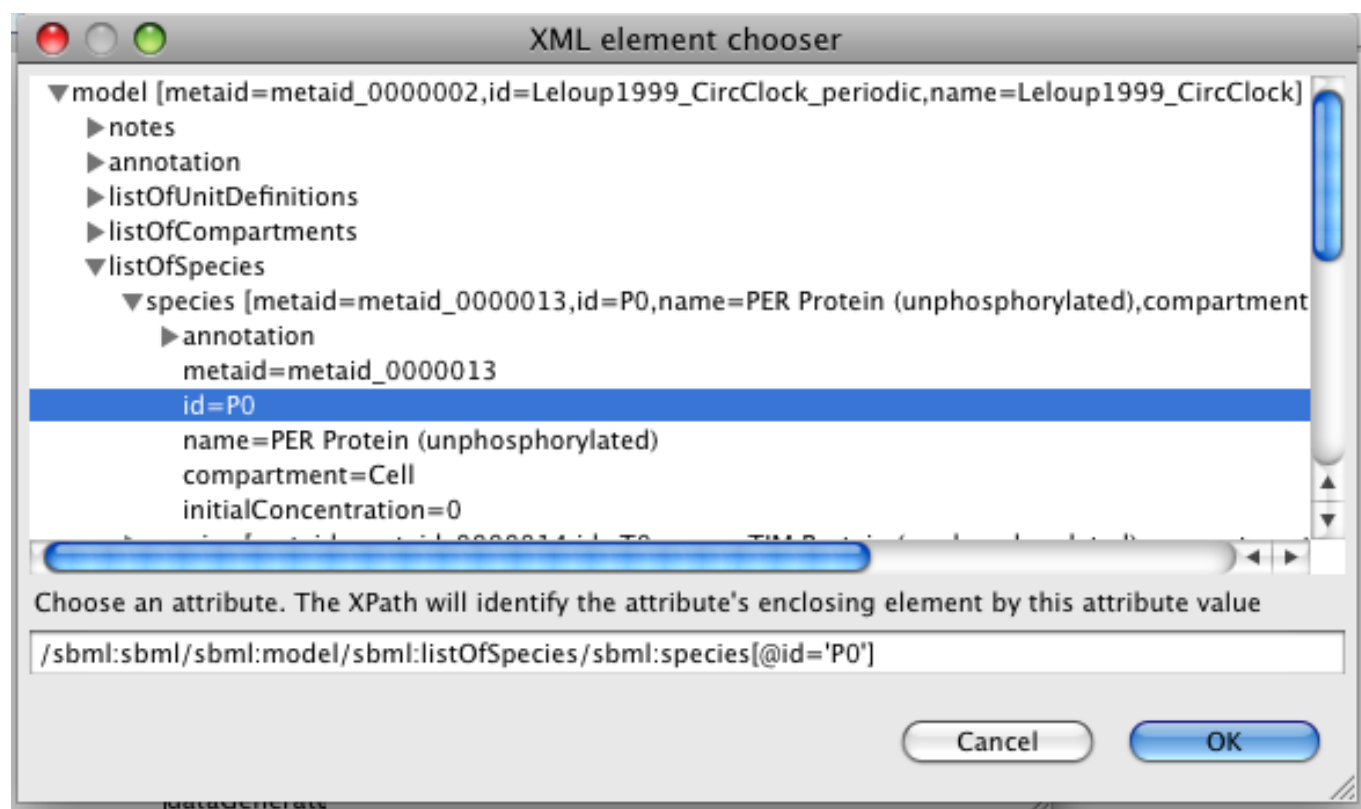 XML element chooser
model [metaid=metaid_0000002,id=Leloup1999_CircClock_periodic,name=Leloup1999_CircClock]
notes
annotation
listOfUnitDefinitions
listOfCompartments
listOfSpecies
species [metaid=metaid_0000013,id=P0,name=PER Protein (unphosphorylated),compartment
annotation
metaid=metaid_0000013
id=P0
name=PER Protein (unphosphorylated)
compartment=Cell
initialConcentration=0
Choose an attribute. The XPath will identify the attribute's enclosing element by this attribute value
/sbml:sbml/sbml:model/sbml:listOfSpecies/sbml:species[@id='P0']
Cancel
OK